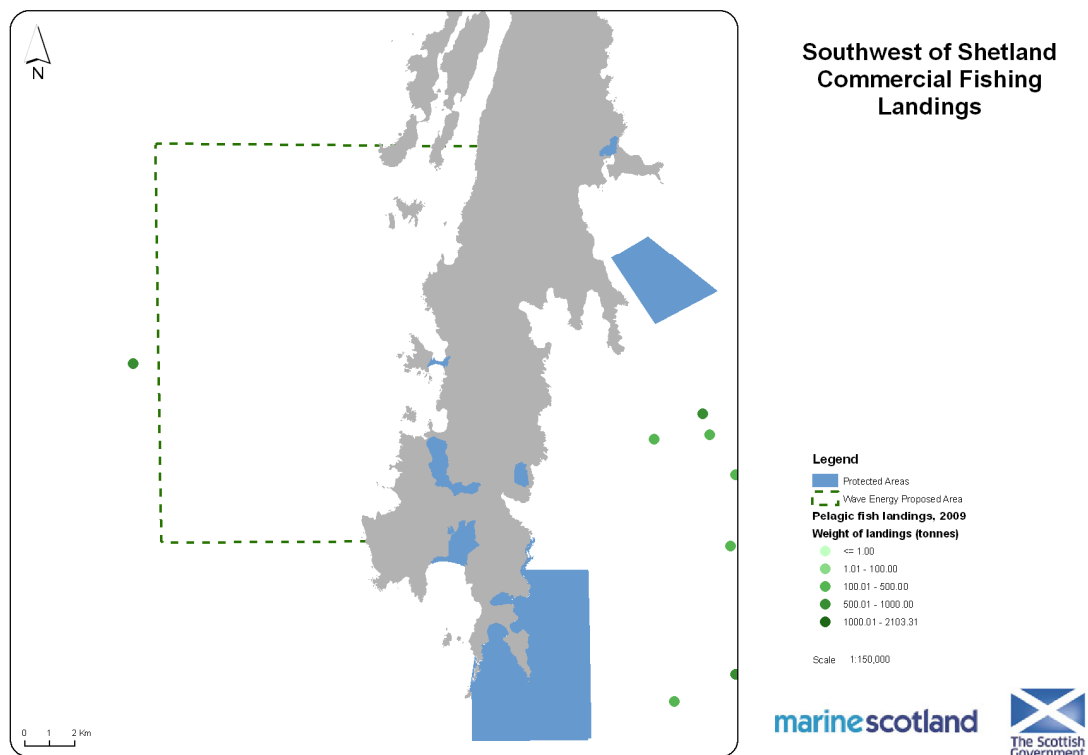 N
Southwest of Shetland
Commercial Fishing
Landings
Legend
Protected Areas
Wave Energy Proposed Area
Pelagic fish landings, 2009
Weight of landings (tonnes)
<= 1.00
1.01 - 100.00
100.01 - 500.00
500.01 - 1000.00
1000.01 - 2103.31
Scale 1:150,000
0 1 2 Km
marinescotland
The Scottish
Government